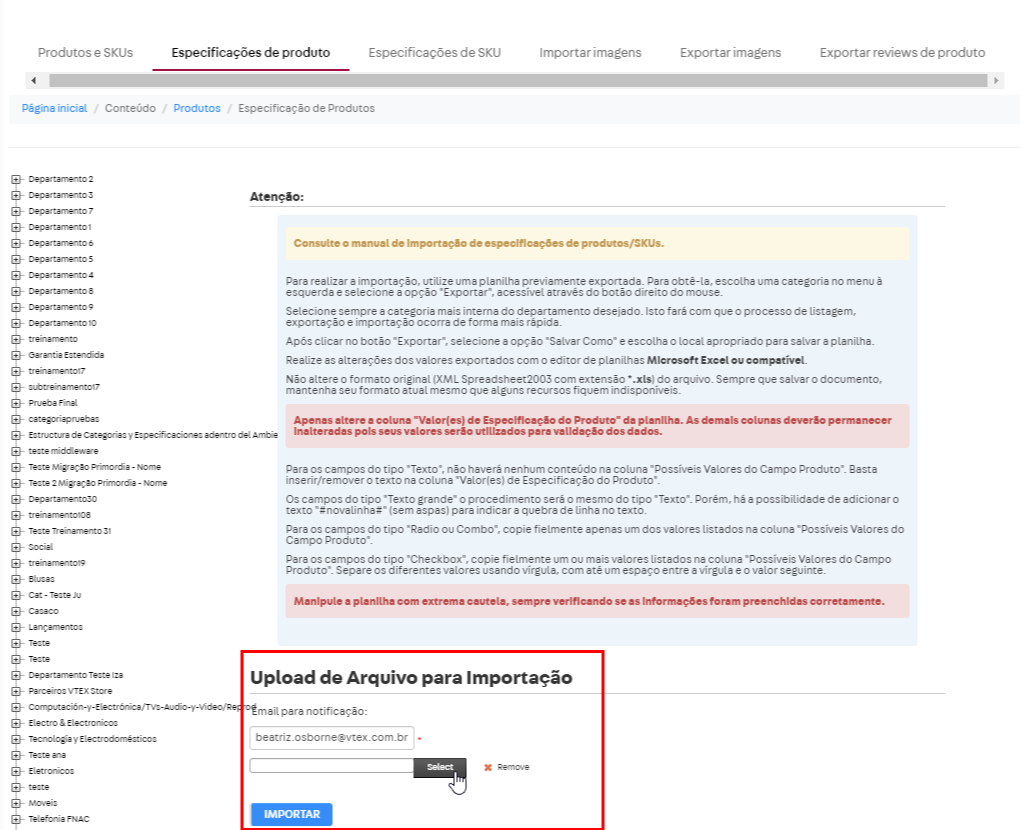 Produtos e SKUs
Especificações de produto
Especificações de SKU
Importar imagens
Exportar imagens
Exportar reviews de produto
Página inicial / Conteúdo / Produtos / Especificação de Produtos
Departamento 2
Departamento 3
Departamento 7
Departamento 1
Departamento 6
Departamento 5
Departamento 4
Departamento 8
Departamento 9
Departamento 10
treinamento
Garantia Estendida
treinamento17
subtreinamento17
Prueba Final
categoriapruebas
Estructura de Categorias y Especificaciones adentro del Ambie
teste middleware
Teste Migração Primordia - Nome
Teste 2 Migração Primordia - Nome
Departamento30
treinamento108
Teste Treinamento 31
Social
treinamento19
Blusas
Cat - Teste Ju
Casaco
Lançamentos
Teste
Teste
Departamento Teste Iza
Parceiros VTEX Store
Computación-y-Electrónica/TVs-Audio-y-Video/Reprod
Electro & Electronicos
Tecnología y Electrodomésticos
Teste ana
Eletronicos
teste
Moveis
Telefonia FNAC
Atenção:
Consulte o manual de importação de especificações de produtos/SKUs.
Para realizar a importação, utilize uma planilha previamente exportada. Para obtê-la, escolha uma categoria no menu à
esquerda e selecione a opção "Exportar", acessível através do botão direito do mouse.
Selecione sempre a categoria mais interna do departamento desejado. Isto fará com que o processo de listagem,
exportação e importação ocorra de forma mais rápida.
Após clicar no botão "Exportar", selecione a opção "Salvar Como" e escolha o local apropriado para salvar a planilha.
Realize as alterações dos valores exportados com o editor de planilhas Microsoft Excel ou compatível.
Não altere o formato original (XML Spreadsheet2003 com extensão *.xls) do arquivo. Sempre que salvar o documento,
mantenha seu formato atual mesmo que alguns recursos fiquem indisponíveis.
Apenas altere a coluna "Valor(es) de Especificação do Produto" da planilha. As demais colunas deverão permanecer
inalteradas pois seus valores serão utilizados para validação dos dados.
Para os campos do tipo "Texto", não haverá nenhum conteúdo na coluna "Possíveis Valores do Campo Produto". Basta
inserir/remover o texto na coluna "Valor(es) de Especificação do Produto".
Os campos do tipo "Texto grande" o procedimento será o mesmo do tipo "Texto". Porém, há a possibilidade de adicionar o
texto "#novalinha#" (sem aspas) para indicar a quebra de linha no texto.
Para os campos do tipo "Radio ou Combo", copie fielmente apenas um dos valores listados na coluna "Possíveis Valores do
Campo Produto".
Para os campos do tipo "Checkbox", copie fielmente um ou mais valores listados na coluna "Possíveis Valores do Campo
Produto". Separe os diferentes valores usando vírgula, com até um espaço entre a vírgula e o valor seguinte.
Manipule a planilha com extrema cautela, sempre verificando se as informações foram preenchidas corretamente.
Upload de Arquivo para Importação
Email para notificação:
beatriz.osborne@vtex.com.br *
Select
Remove
IMPORTAR